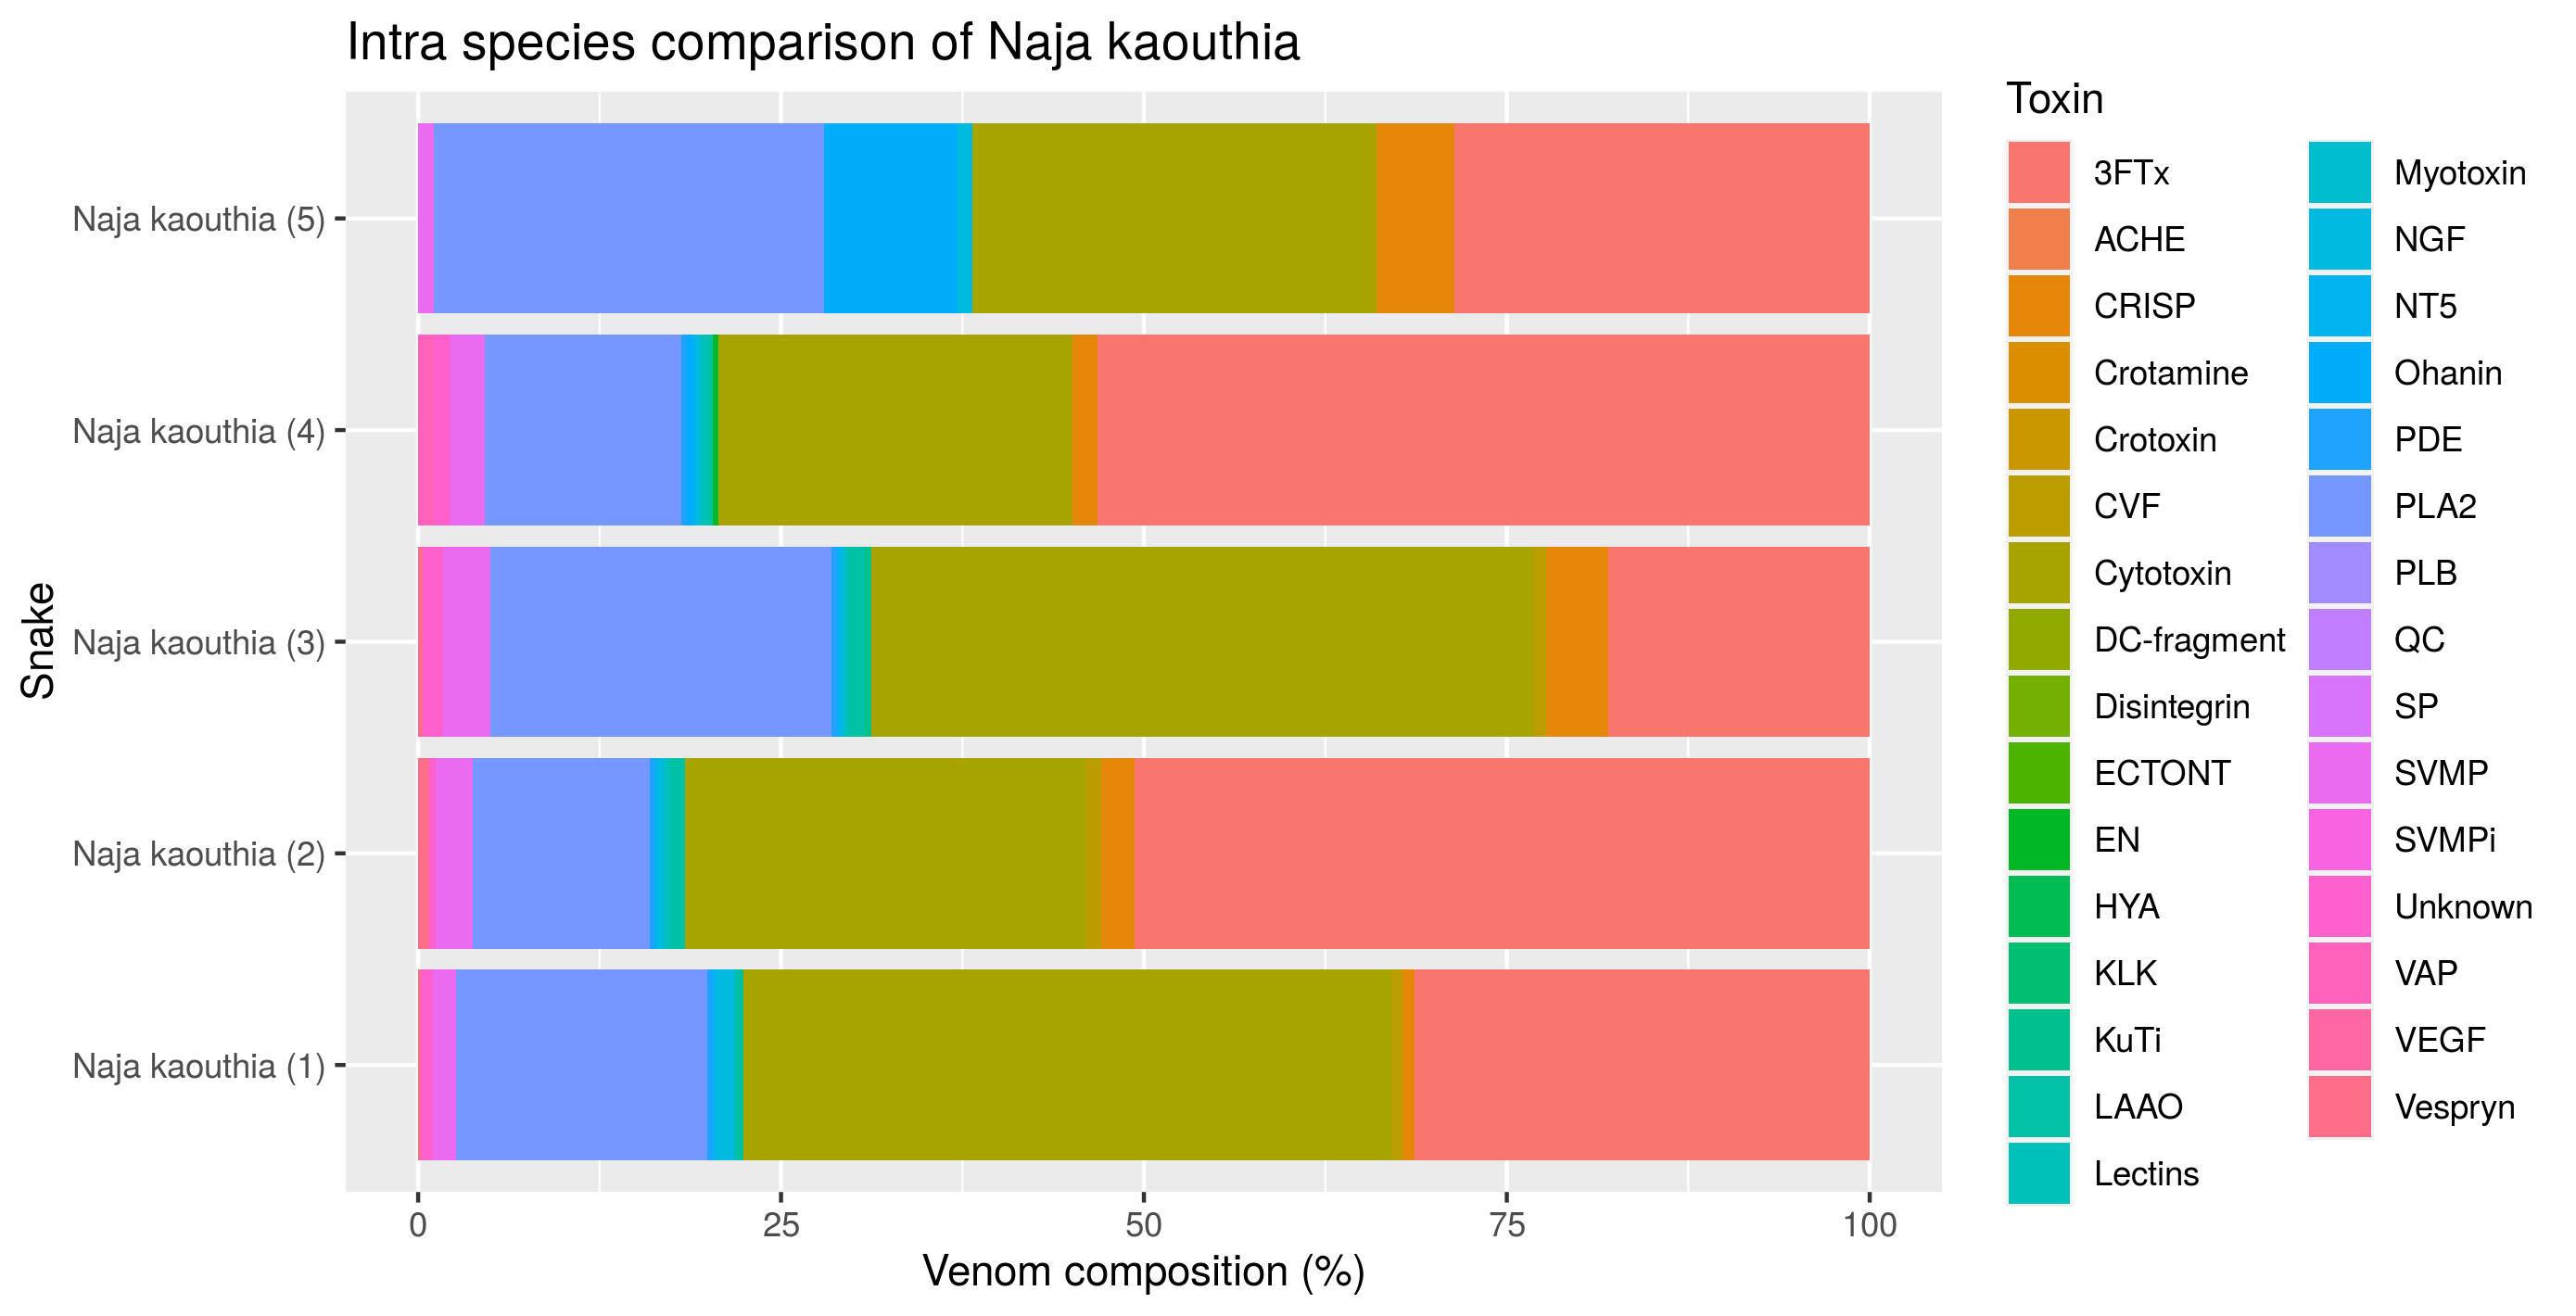 Intra species comparison of Naja kaouthia
Snake
Naja kaouthia (5)
Naja kaouthia (4)
Naja kaouthia (3)
Naja kaouthia (2)
Naja kaouthia (1)
0 25 50 75 100
Venom composition (%)
Toxin
3FTx
ACHE
CRISP
Crotamine
Crotoxin
CVF
Cytotoxin
DC-fragment
Disintegrin
ECTONT
EN
HYA
KLK
KuTi
LAAO
Lectins
Myotoxin
NGF
NT5
Ohanin
PDE
PLA2
PLB
QC
SP
SVMP
SVMPi
Unknown
VAP
VEGF
Vespryn